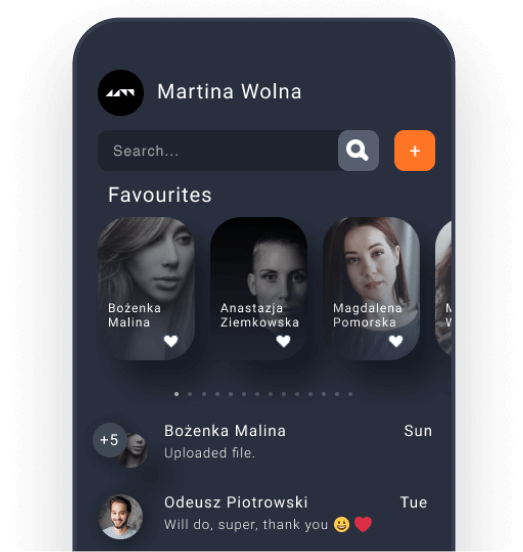 Martina Wolna
Search...
+
Favourites
Bożenka
Malina
Anastazja
Ziemkowska
Magdalena
Pomorska
+5
Bożenka Malina
Sun
Uploaded file.
Odeusz Piotrowski
Tue
Will do, super, thank you 😀❤️